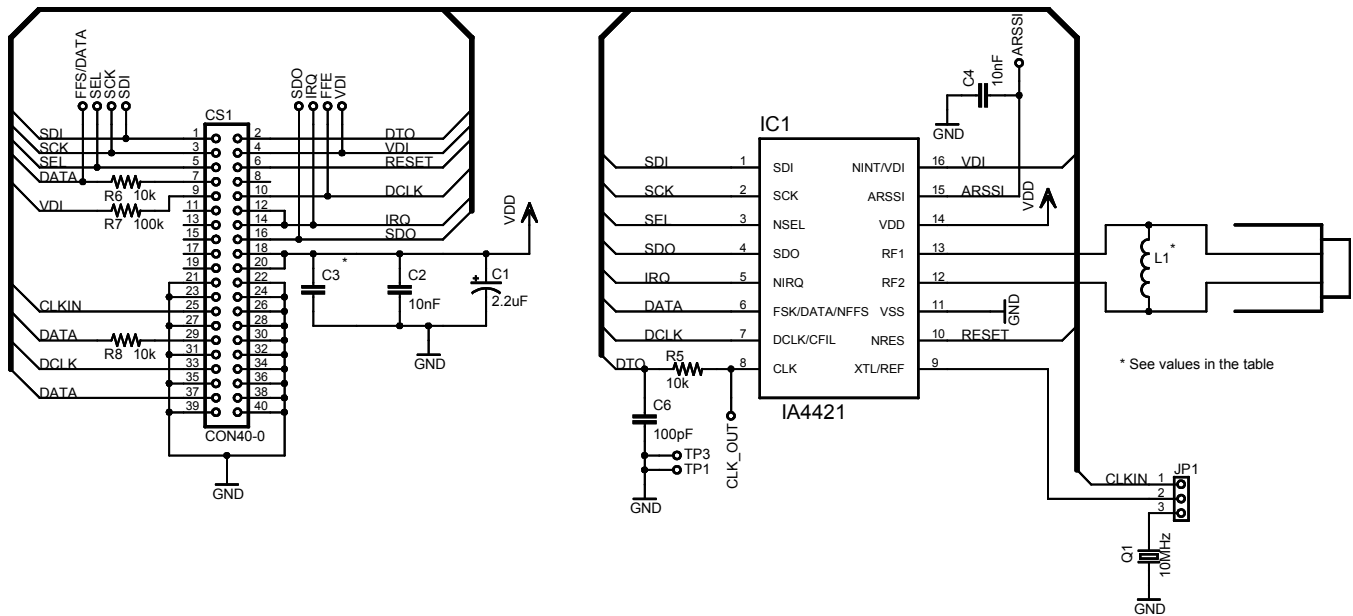 FFS/DATA
SEL
SCK
SDI
SDO
IRQ
FFE
VDI
CS1
SDI 1 2 DTO
SCK 3 4 VDI
SEL 5 6 RESET
DATA 7 8
R6 10k
9 10 DCLK
VDI
R7 100k
11 12
13 14 IRQ
15 16 SDO
17 18
19 20
21 22
23 24
CLKIN 25 26
27 28
DATA 29 30
R8 10k
31 32
DCLK 33 34
35 36
DATA 37 38
39 40
CON40-0
GND
VDD
C3 *
C2
10nF
C1
+
2.2uF
GND
ARSSI
C4
10nF
GND
IC1
SDI 1 SDI NINT/VDI 16 VDI
SCK 2 SCK ARSSI 15 ARSSI
SEL 3 NSEL VDD 14 VDD
SDO 4 SDO RF1 13
IRQ 5 NIRQ RF2 12
DATA 6 FSK/DATA/NFFS VSS 11 GND
DCLK 7 DCLK/CFIL NRES 10 RESET
DTO R5 10k 8 CLK XTL/REF 9
IA4421
C6
100pF
TP3
TP1
GND
CLK_OUT
L1 *
* See values in the table
JP1
CLKIN 1
2
3
Q1
10MHz
GND